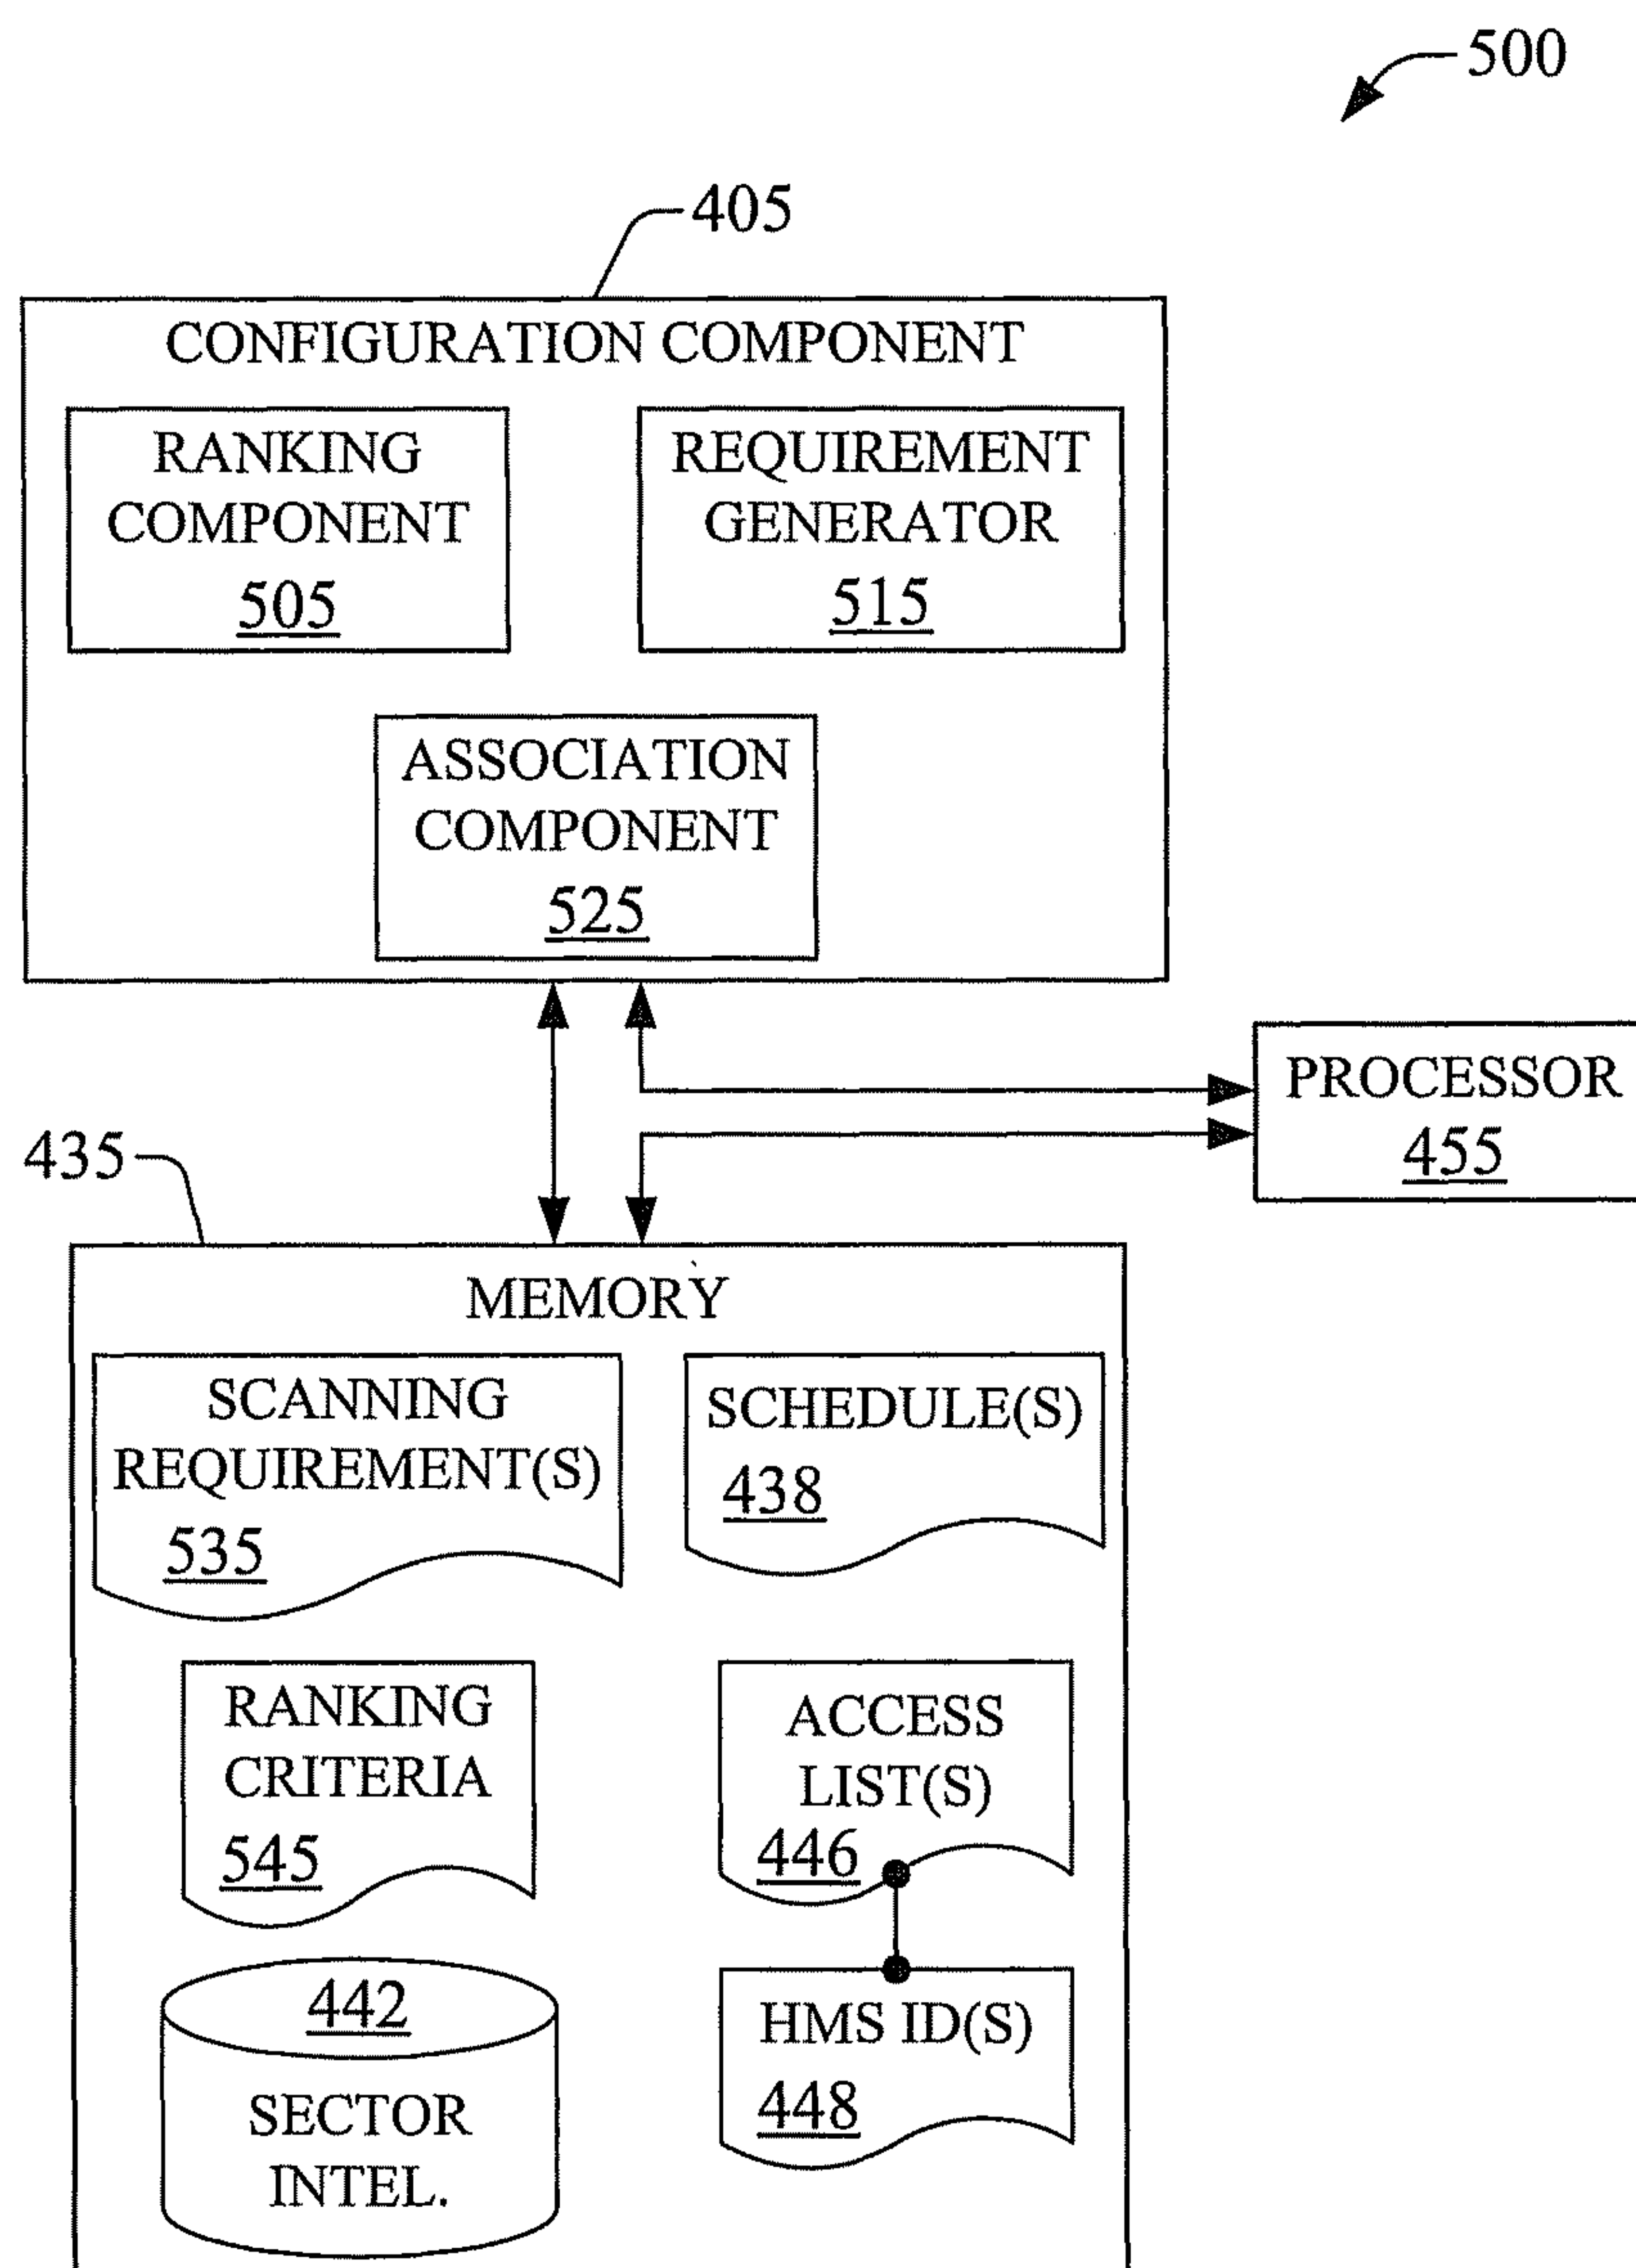 500
405
CONFIGURATION COMPONENT
RANKING
COMPONENT
505
REQUIREMENT
GENERATOR
515
ASSOCIATION
COMPONENT
525
PROCESSOR
455
435
MEMORY
SCANNING
REQUIREMENT(S)
535
SCHEDULE(S)
438
RANKING
CRITERIA
545
ACCESS
LIST(S)
446
442
SECTOR
INTEL.
HMS ID(S)
448